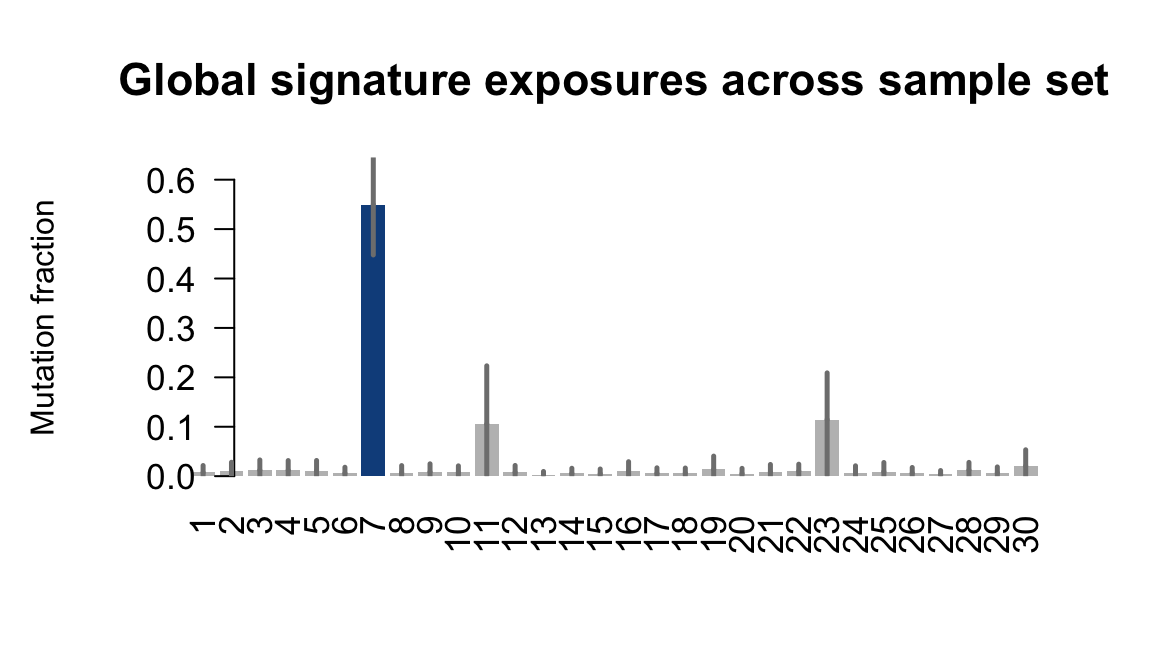 Global signature exposures across sample set
Mutation fraction
0.6
0.5
0.4
0.3
0.2
0.1
0.0
1 2 3 4 5 6 7 8 9 10 11 12 13 14 15 16 17 18 19 20 21 22 23 24 25 26 27 28 29 30